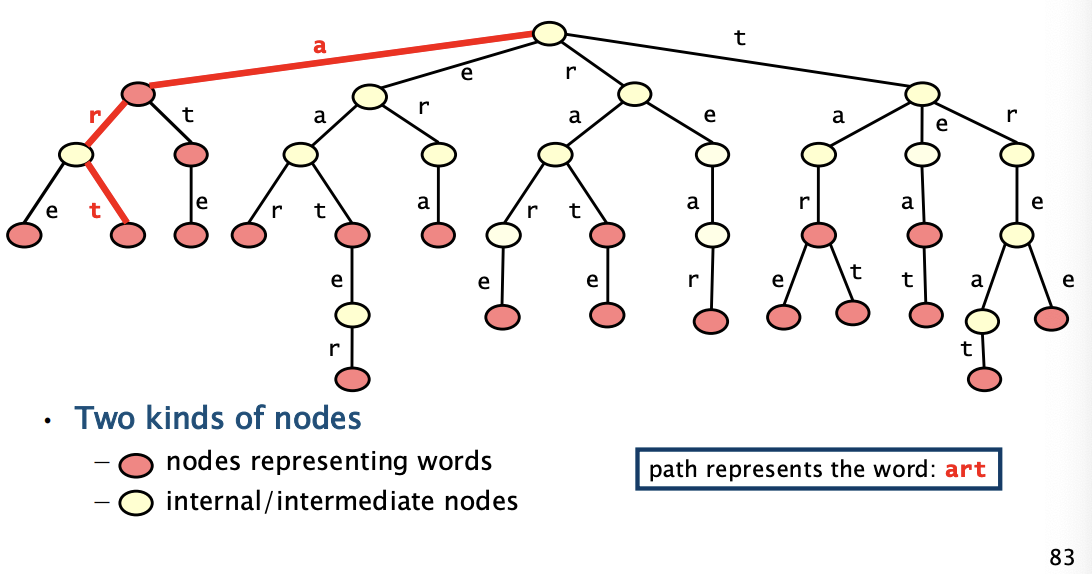 t
a
e
r
r
t
a
r
a
e
a
e
r
e
t
e
r
t
a
r
t
a
r
a
e
e
e
e
r
e
t
t
a
e
r
t
• Two kinds of nodes
– nodes representing words
– internal/intermediate nodes
path represents the word: art
83